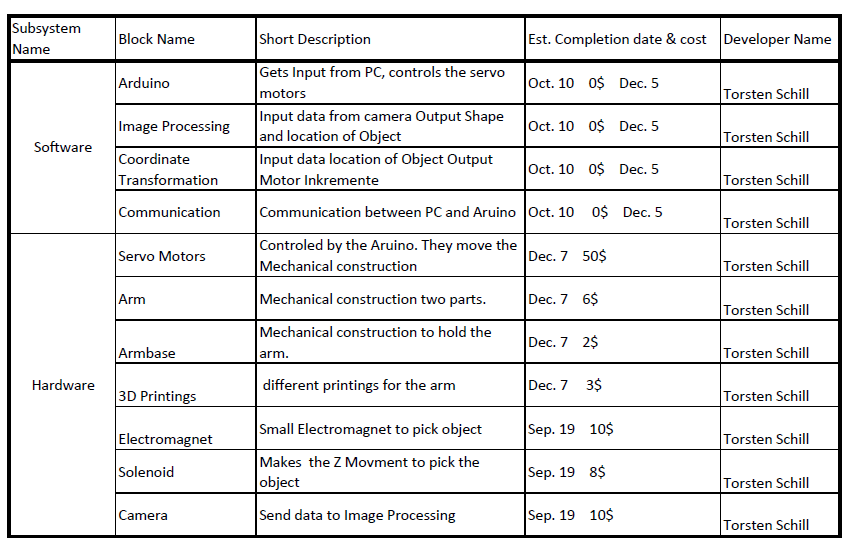 Subsystem Name | Block Name | Short Description | Est. Completion date & cost | Developer Name
Software
Arduino | Gets Input from PC, controls the servo motors | Oct. 10 0$ Dec. 5 | Torsten Schill
Image Processing | Input data from camera Output Shape and location of Object | Oct. 10 0$ Dec. 5 | Torsten Schill
Coordinate Transformation | Input data location of Object Output Motor Inkremente | Oct. 10 0$ Dec. 5 | Torsten Schill
Communication | Communication between PC and Aruino | Oct. 10 0$ Dec. 5 | Torsten Schill
Hardware
Servo Motors | Controled by the Aruino. They move the Mechanical construction | Dec. 7 50$ | Torsten Schill
Arm | Mechanical construction two parts. | Dec. 7 6$ | Torsten Schill
Armbase | Mechanical construction to hold the arm. | Dec. 7 2$ | Torsten Schill
3D Printings | different printings for the arm | Dec. 7 3$ | Torsten Schill
Electromagnet | Small Electromagnet to pick object | Sep. 19 10$ | Torsten Schill
Solenoid | Makes the Z Movment to pick the object | Sep. 19 8$ | Torsten Schill
Camera | Send data to Image Processing | Sep. 19 10$ | Torsten Schill